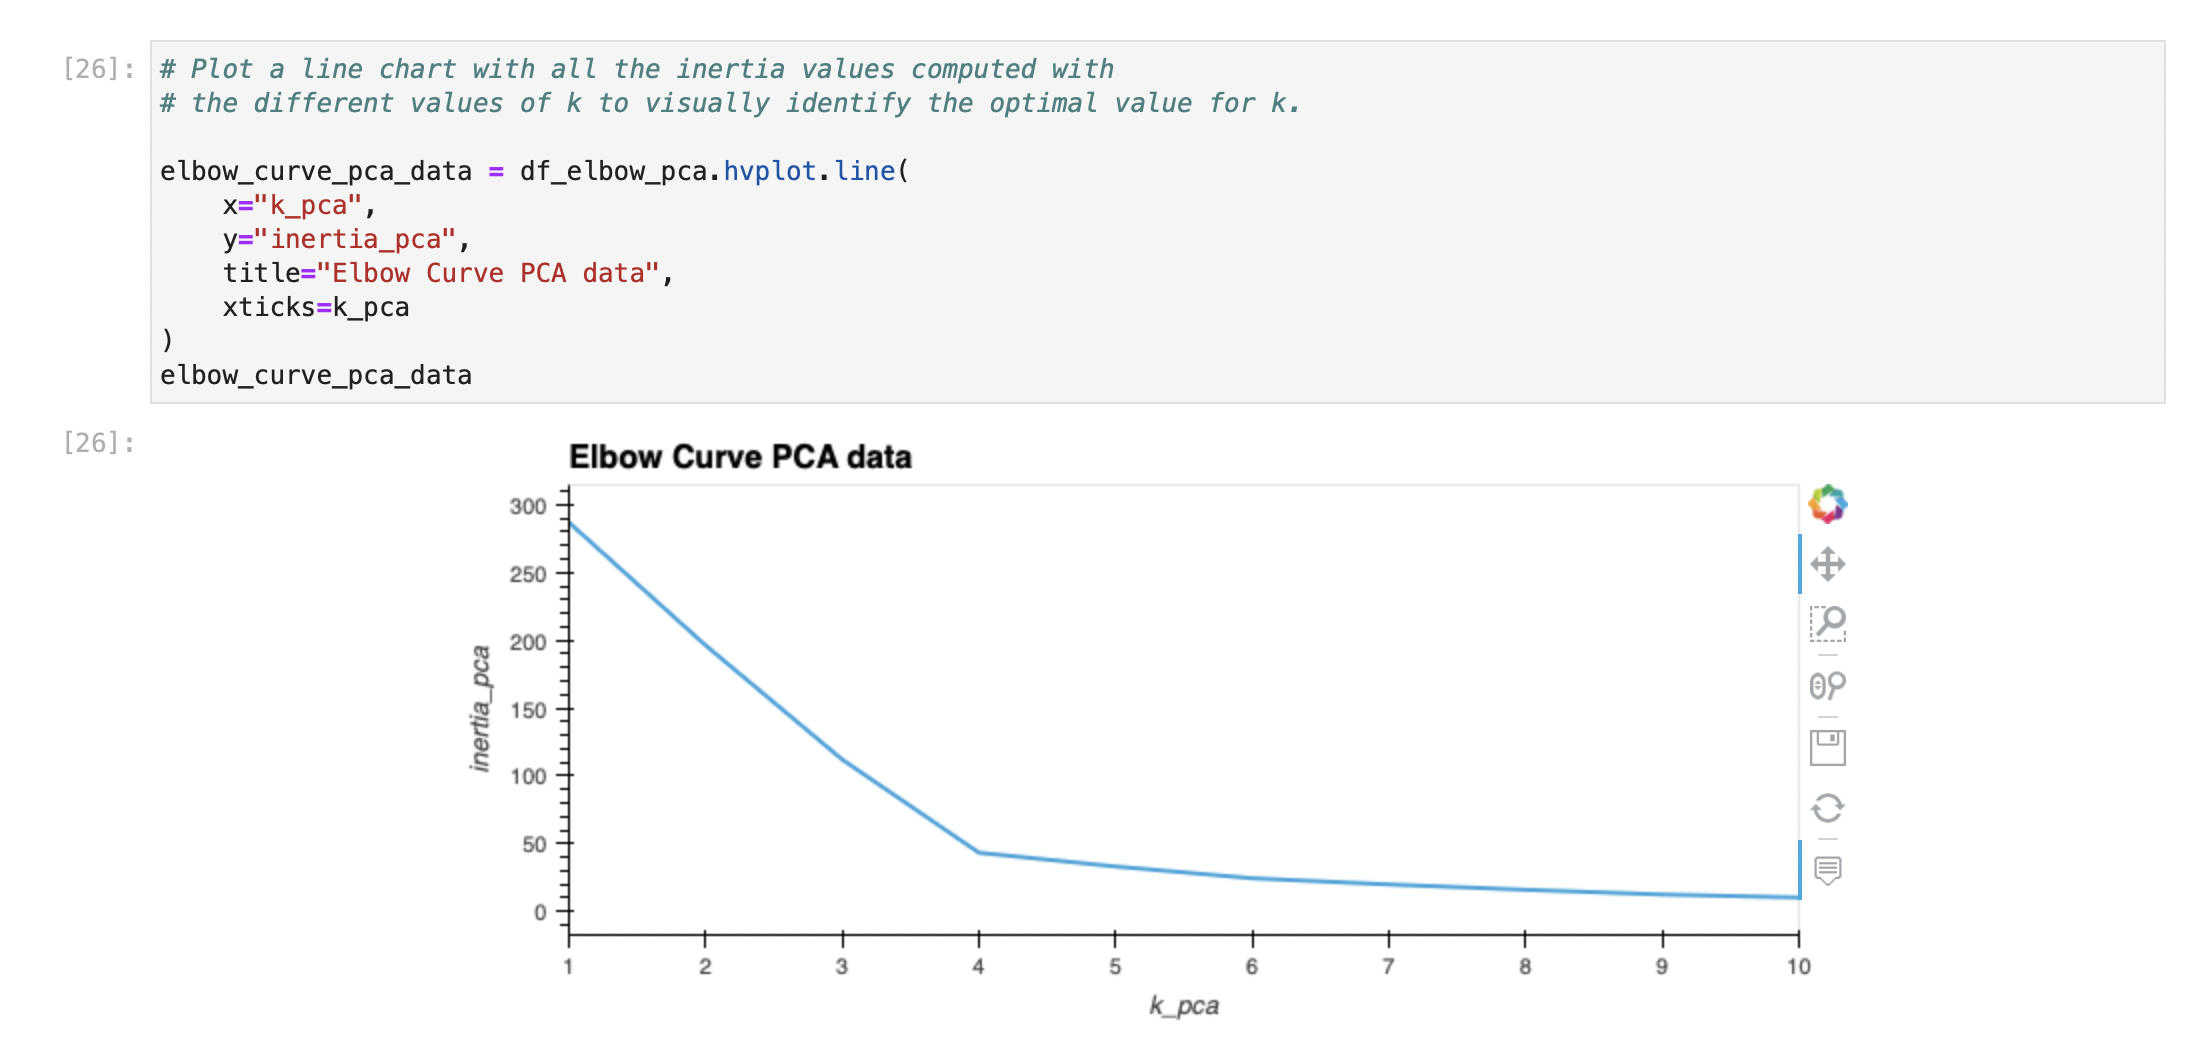 [26]:
# Plot a line chart with all the inertia values computed with
# the different values of k to visually identify the optimal value for k.
elbow_curve_pca_data = df_elbow_pca.hvplot.line(
    x="k_pca",
    y="inertia_pca",
    title="Elbow Curve PCA data",
    xticks=k_pca
)
elbow_curve_pca_data
[26]:
Elbow Curve PCA data
300
250
200
150
100
50
0
inertia_pca
1 2 3 4 5 6 7 8 9 10
k_pca